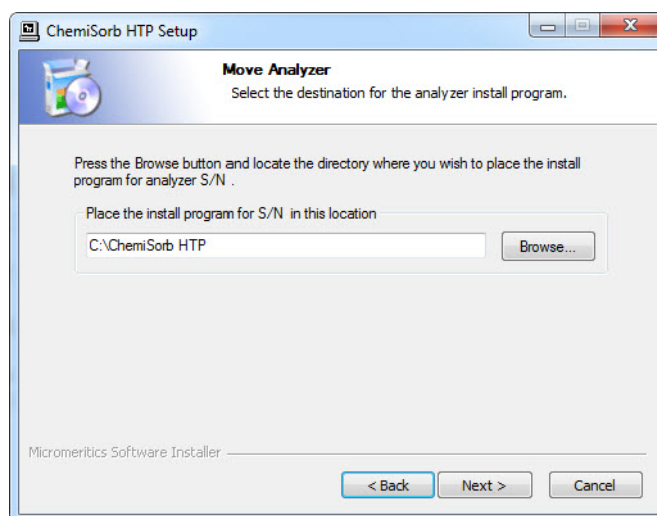 ChemiSorb HTP Setup
Move Analyzer
Select the destination for the analyzer install program.
Press the Browse button and locate the directory where you wish to place the install
program for analyzer S/N .
Place the install program for S/N in this location
C:\ChemiSorb HTP
Browse...
Micromeritics Software Installer
< Back
Next >
Cancel